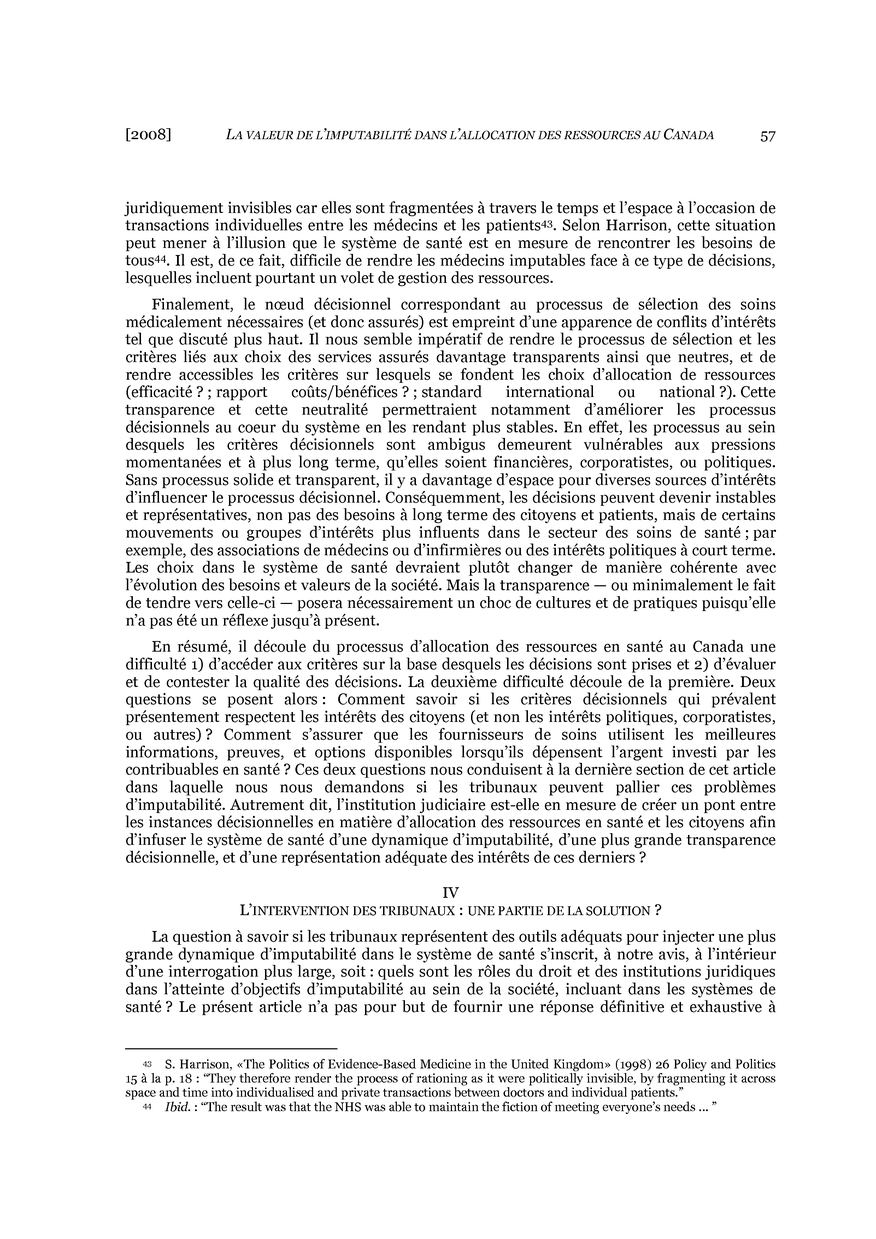 [2008] LA VALEUR DE L’IMPUTABILITÉ DANS L’ALLOCATION DES RESSOURCES AU CANADA 57
juridiquement invisibles car elles sont fragmentées à travers le temps et l’espace à l’occasion de
transactions individuelles entre les médecins et les patients43. Selon Harrison, cette situation
peut mener à l’illusion que le système de santé est en mesure de rencontrer les besoins de
tous44. Il est, de ce fait, difficile de rendre les médecins imputables face à ce type de décisions,
lesquelles incluent pourtant un volet de gestion des ressources.
Finalement, le nœud décisionnel correspondant au processus de sélection des soins
médicalement nécessaires (et donc assurés) est empreint d’une apparence de conflits d’intérêts
tel que discuté plus haut. Il nous semble impératif de rendre le processus de sélection et les
critères liés aux choix des services assurés davantage transparents ainsi que neutres, et de
rendre accessibles les critères sur lesquels se fondent les choix d’allocation de ressources
(efficacité ? ; rapport coûts/bénéfices ? ; standard international ou national ?). Cette
transparence et cette neutralité permettraient notamment d’améliorer les processus
décisionnels au coeur du système en les rendant plus stables. En effet, les processus au sein
desquels les critères décisionnels sont ambigus demeurent vulnérables aux pressions
momentanées et à plus long terme, qu’elles soient financières, corporatistes, ou politiques.
Sans processus solide et transparent, il y a davantage d’espace pour diverses sources d’intérêts
d’influencer le processus décisionnel. Conséquemment, les décisions peuvent devenir instables
et représentatives, non pas des besoins à long terme des citoyens et patients, mais de certains
mouvements ou groupes d’intérêts plus influents dans le secteur des soins de santé ; par
exemple, des associations de médecins ou d’infirmières ou des intérêts politiques à court terme.
Les choix dans le système de santé devraient plutôt changer de manière cohérente avec
l’évolution des besoins et valeurs de la société. Mais la transparence — ou minimalement le fait
de tendre vers celle-ci — posera nécessairement un choc de cultures et de pratiques puisqu’elle
n’a pas été un réflexe jusqu’à présent.
En résumé, il découle du processus d’allocation des ressources en santé au Canada une
difficulté 1) d’accéder aux critères sur la base desquels les décisions sont prises et 2) d’évaluer
et de contester la qualité des décisions. La deuxième difficulté découle de la première. Deux
questions se posent alors : Comment savoir si les critères décisionnels qui prévalent
présentement respectent les intérêts des citoyens (et non les intérêts politiques, corporatistes,
ou autres) ? Comment s’assurer que les fournisseurs de soins utilisent les meilleures
informations, preuves, et options disponibles lorsqu’ils dépensent l’argent investi par les
contribuables en santé ? Ces deux questions nous conduisent à la dernière section de cet article
dans laquelle nous nous demandons si les tribunaux peuvent pallier ces problèmes
d’imputabilité. Autrement dit, l’institution judiciaire est-elle en mesure de créer un pont entre
les instances décisionnelles en matière d’allocation des ressources en santé et les citoyens afin
d’infuser le système de santé d’une dynamique d’imputabilité, d’une plus grande transparence
décisionnelle, et d’une représentation adéquate des intérêts de ces derniers ?
IV
L’INTERVENTION DES TRIBUNAUX : UNE PARTIE DE LA SOLUTION ?
La question à savoir si les tribunaux représentent des outils adéquats pour injecter une plus
grande dynamique d’imputabilité dans le système de santé s’inscrit, à notre avis, à l’intérieur
d’une interrogation plus large, soit : quels sont les rôles du droit et des institutions juridiques
dans l’atteinte d’objectifs d’imputabilité au sein de la société, incluant dans les systèmes de
santé ? Le présent article n’a pas pour but de fournir une réponse définitive et exhaustive à
43 S. Harrison, «The Politics of Evidence-Based Medicine in the United Kingdom» (1998) 26 Policy and Politics
15 à la p. 18 : “They therefore render the process of rationing as it were politically invisible, by fragmenting it across
space and time into individualised and private transactions between doctors and individual patients.”
44 Ibid. : “The result was that the NHS was able to maintain the fiction of meeting everyone’s needs ... ”